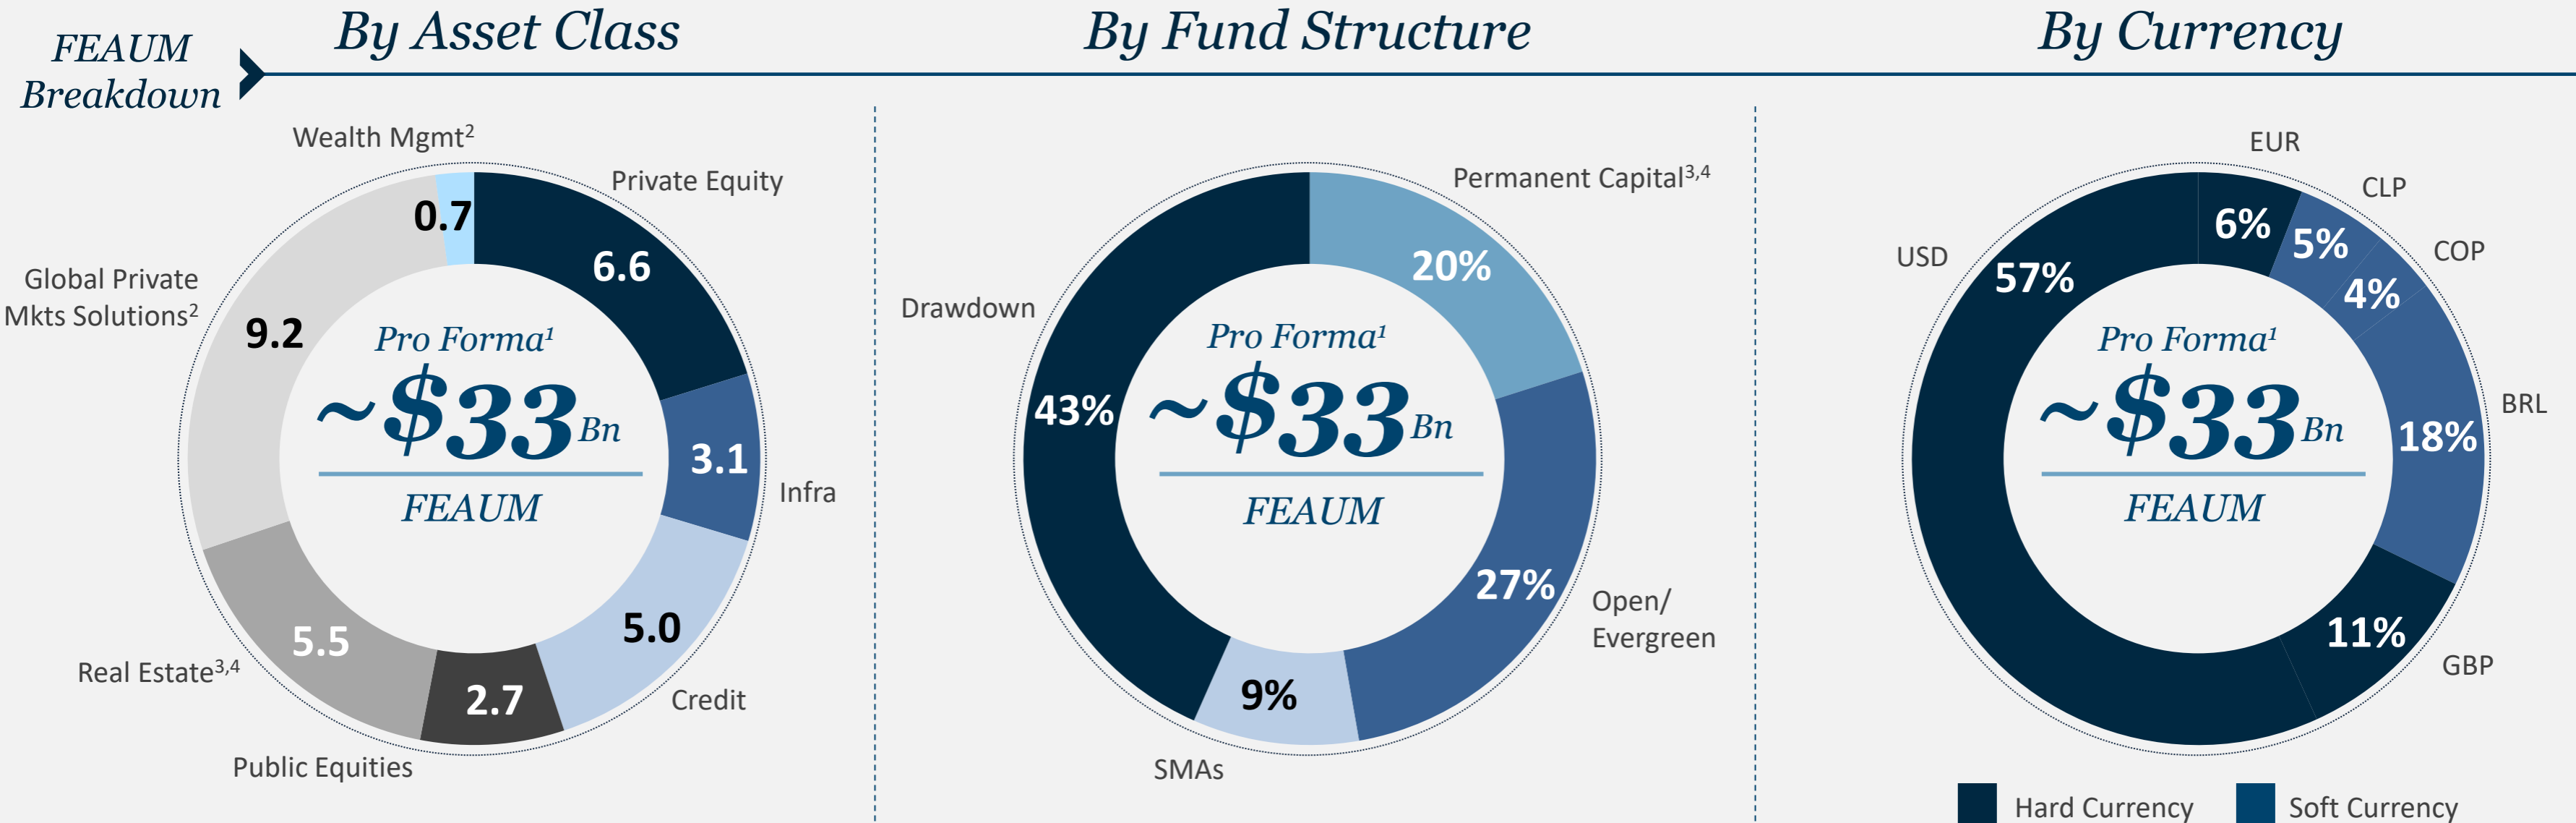 FEAUM
Breakdown
By Asset Class
Wealth Mgmt2
Private Equity
Global Private
Mkts Solutions2
Infra
Credit
Public Equities
Real Estate3,4
0.7
6.6
3.1
5.0
2.7
5.5
9.2
Pro Forma1
~$33Bn
FEAUM
By Fund Structure
Permanent Capital3,4
Drawdown
Open/
Evergreen
SMAs
20%
27%
9%
43%
Pro Forma1
~$33Bn
FEAUM
By Currency
EUR
CLP
COP
BRL
GBP
USD
6%
5%
4%
18%
11%
57%
Pro Forma1
~$33Bn
FEAUM
Hard Currency
Soft Currency